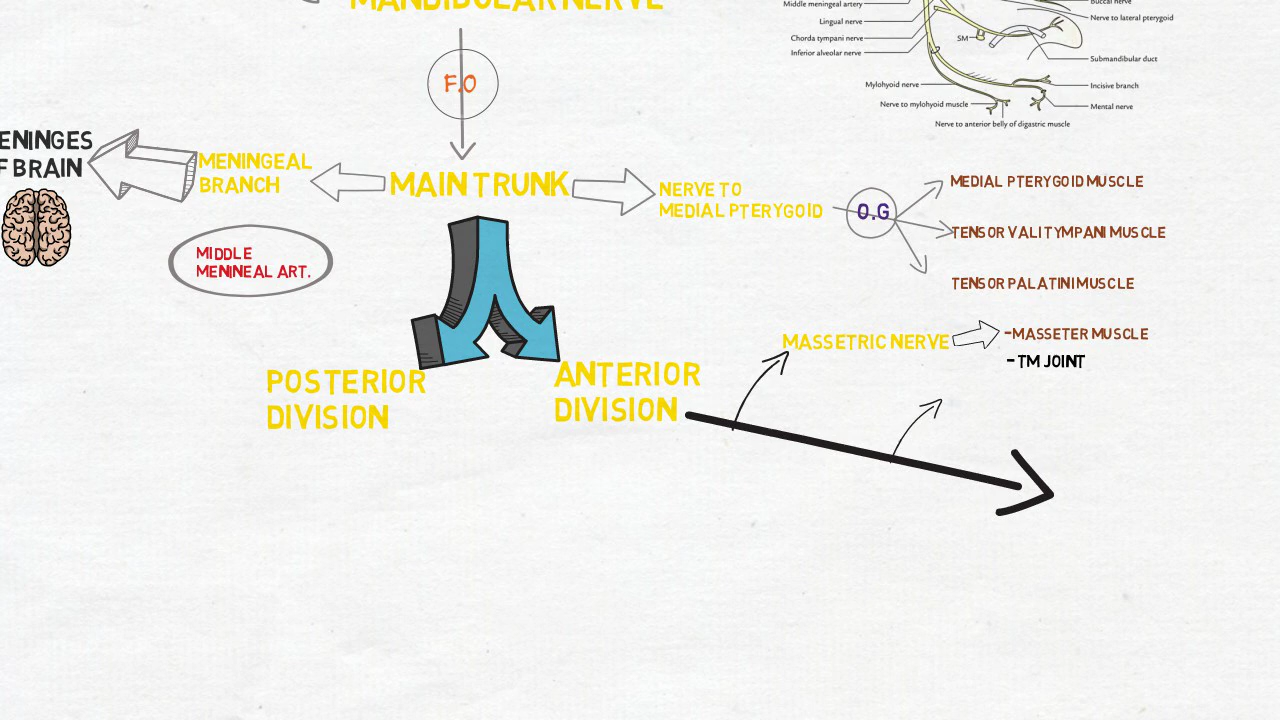 MANDIBULAR NERVE
Middle meningeal artery
Lingual nerve
Chorda tympani nerve
Inferior alveolar nerve
Mylohyoid nerve
Nerve to mylohyoid muscle
Nerve to anterior belly of digastric muscle
SM
Buccal nerve
Nerve to lateral pterygoid
Submandibular duct
Incisive branch
Mental nerve
F.O
ENINGES
F BRAIN
MENINGEAL
BRANCH
MAIN TRUNK
NERVE TO
MEDIAL PTERYGOID
O.G
MEDIAL PTERYGOID MUSCLE
TENSOR VALI TYMPANI MUSCLE
TENSOR PALATINI MUSCLE
MIDDLE
MENINEAL ART.
MASSETRIC NERVE
-MASSETER MUSCLE
- TM JOINT
POSTERIOR
DIVISION
ANTERIOR
DIVISION